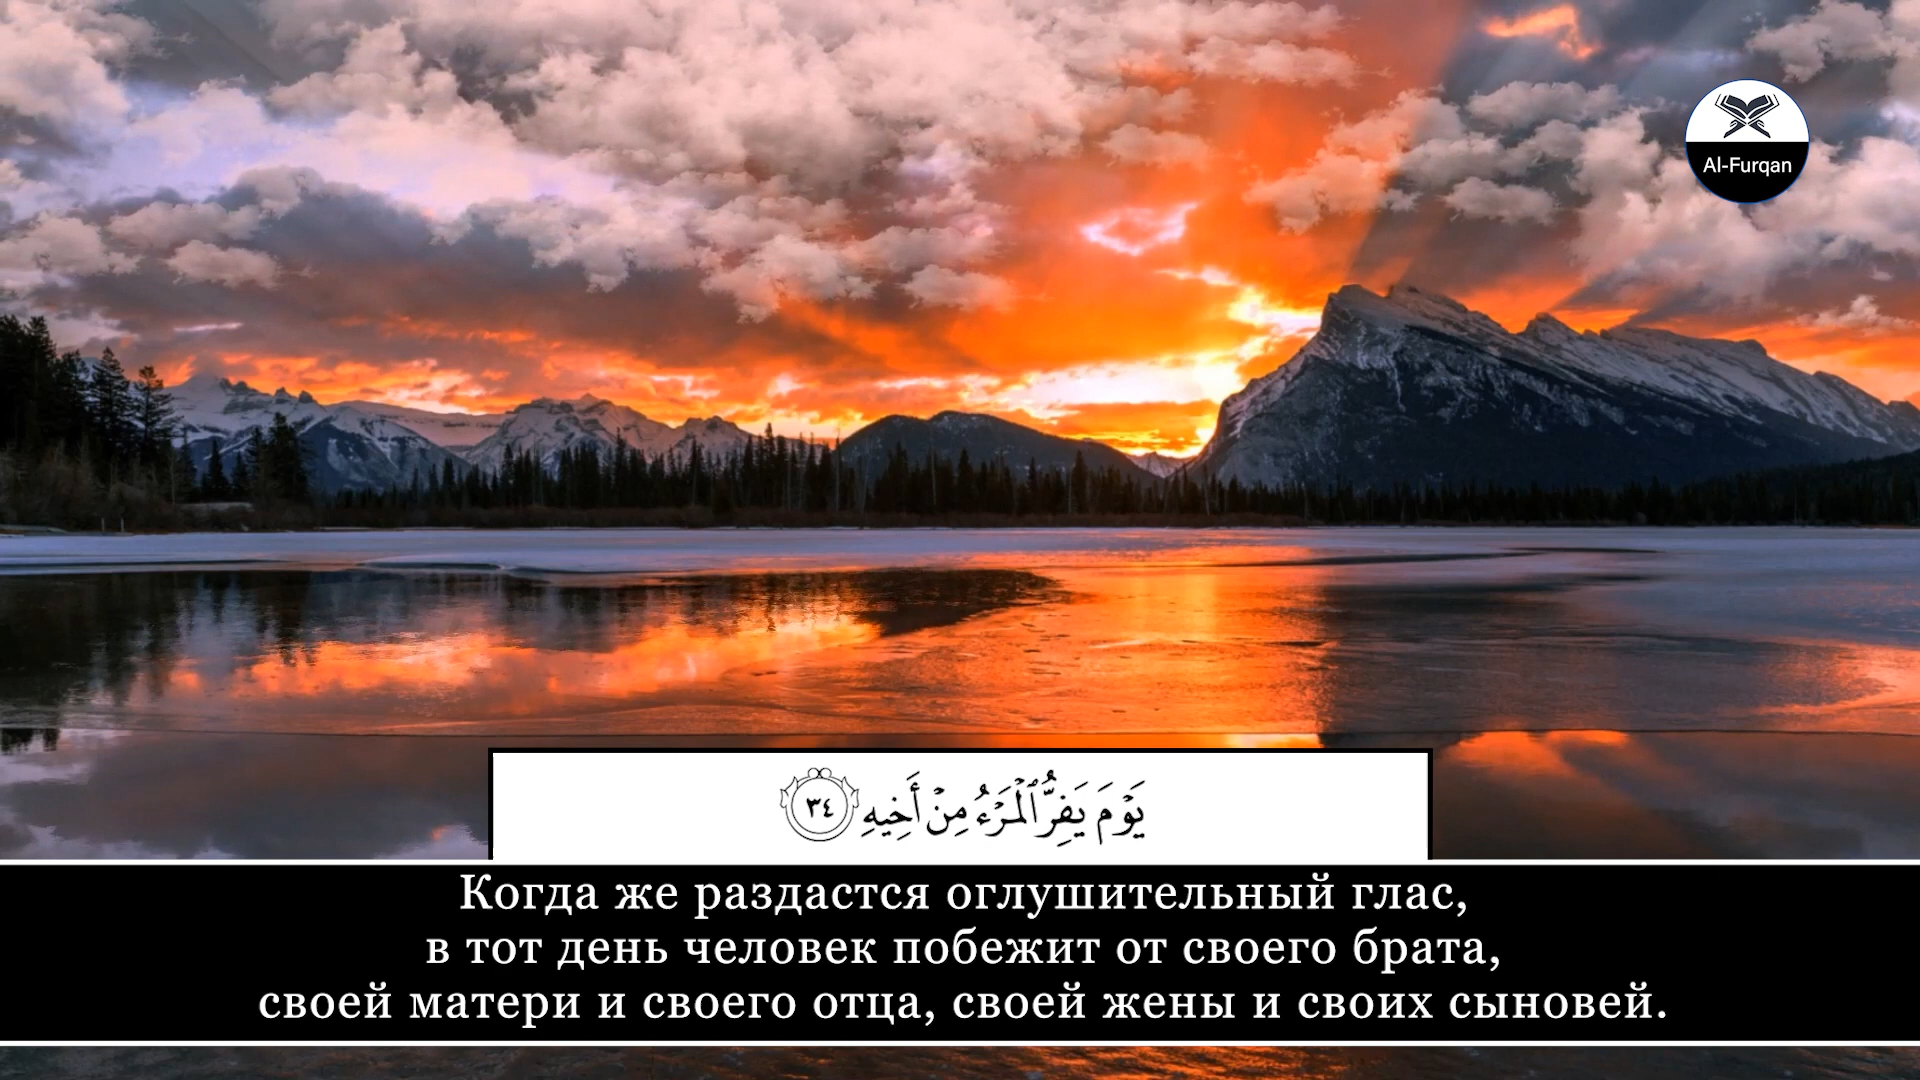 Al-Furqan
يَوْمَ يَفِرُّ ٱلْمَرْءُ مِنْ أَخِيهِ ٣٤
Когда же раздастся оглушительный глас,
в тот день человек побежит от своего брата,
своей матери и своего отца, своей жены и своих сыновей.